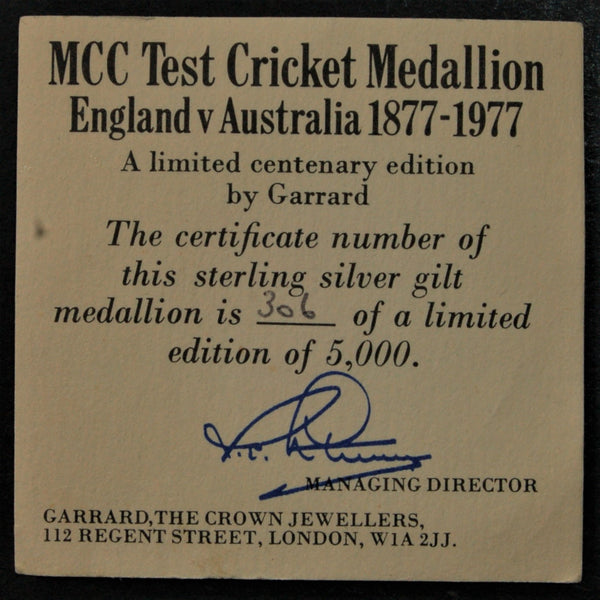 MCC Test Cricket Medallion
England v Australia 1877-1977
A limited centenary edition
by Garrard
The certificate number of
this sterling silver gilt
medallion is 306 of a limited
edition of 5,000.
MANAGING DIRECTOR
GARRARD, THE CROWN JEWELLERS,
112 REGENT STREET, LONDON, W1A 2JJ.